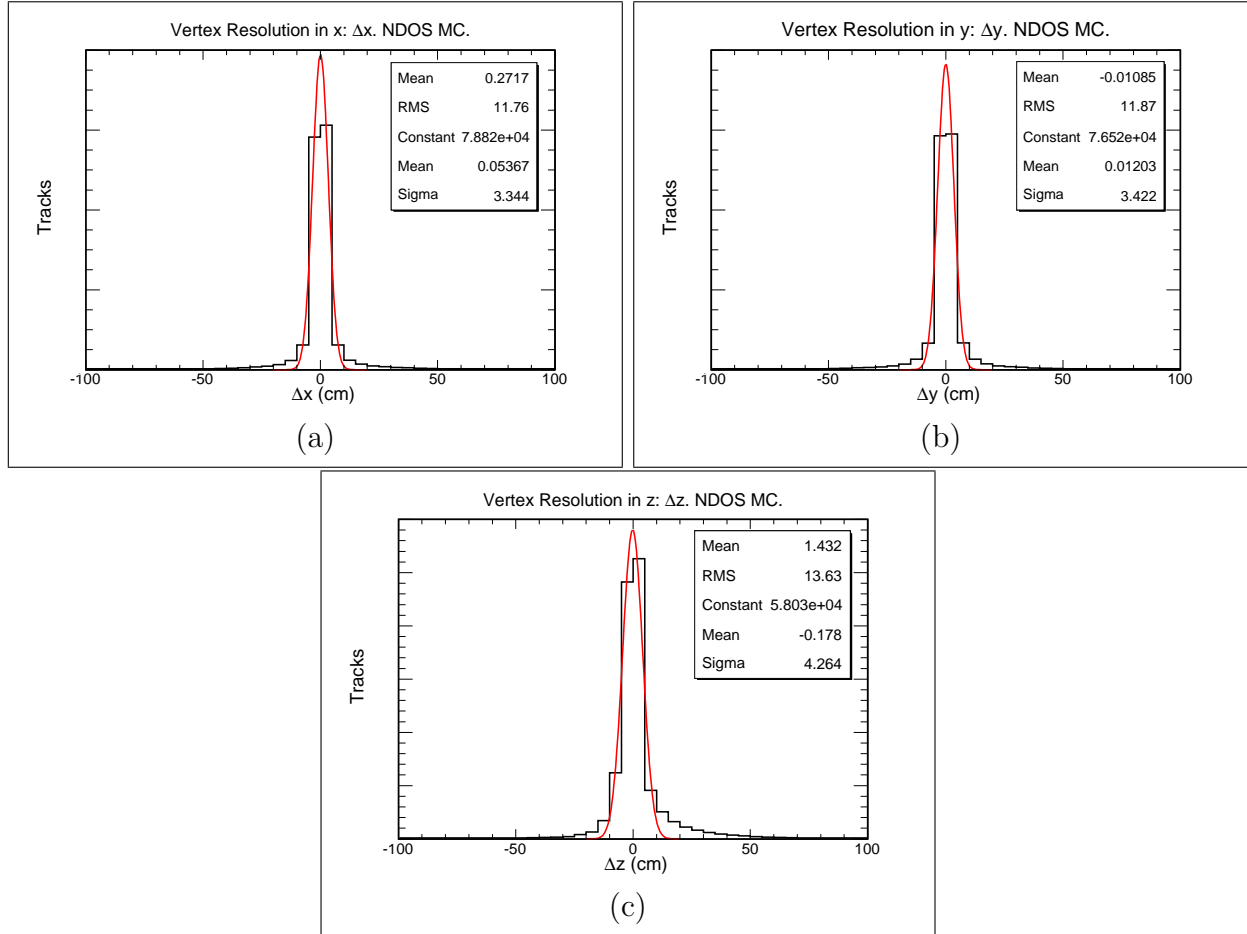 Vertex Resolution in x: Δx. NDOS MC.
Mean 0.2717
RMS 11.76
Constant 7.882e+04
Mean 0.05367
Sigma 3.344
Tracks
-100 -50 0 50 100
Δx (cm)
(a)
Vertex Resolution in y: Δy. NDOS MC.
Mean -0.01085
RMS 11.87
Constant 7.652e+04
Mean 0.01203
Sigma 3.422
Tracks
-100 -50 0 50 100
Δy (cm)
(b)
Vertex Resolution in z: Δz. NDOS MC.
Mean 1.432
RMS 13.63
Constant 5.803e+04
Mean -0.178
Sigma 4.264
Tracks
-100 -50 0 50 100
Δz (cm)
(c)